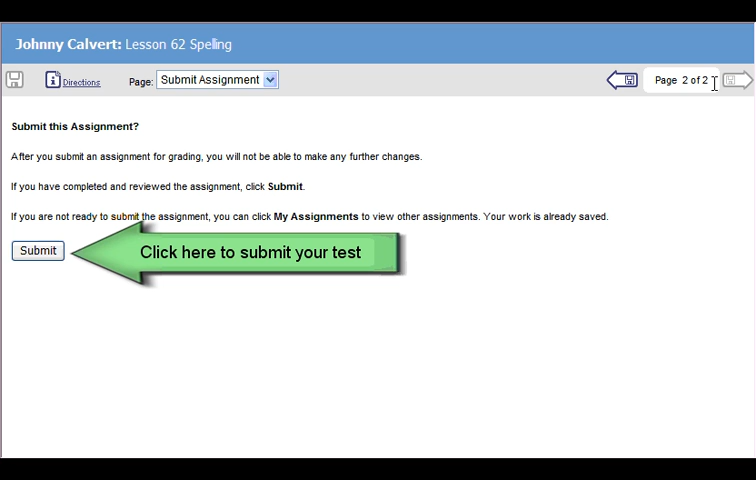 Johnny Calvert: Lesson 62 Spelling
Directions Page: Submit Assignment Page 2 of 2
Submit this Assignment?
After you submit an assignment for grading, you will not be able to make any further changes.
If you have completed and reviewed the assignment, click Submit.
If you are not ready to submit the assignment, you can click My Assignments to view other assignments. Your work is already saved.
Submit Click here to submit your test